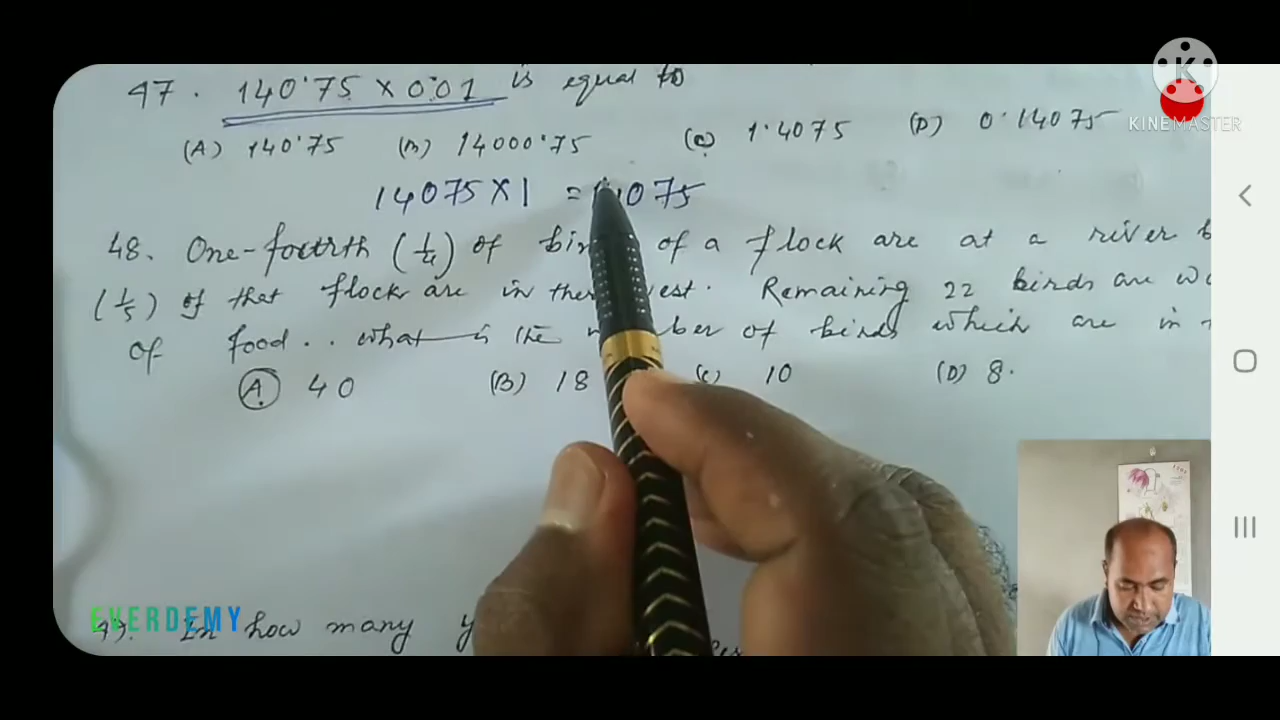 47. 140.75 × 0.01 is equal to
(A) 140.75 (B) 14000.75 (C) 1.4075 (D) 0.14075
14075 × 1 = 14075
48. One-fourth (1/4) of of a flock are at a river
(1/5) of that flock are in Remaining 22 birds are
of food.. what is the of birds which are in
(A) 40 (B) 18 (C) 10 (D) 8.
49. In how many
EVERDEMY
KINEMASTER